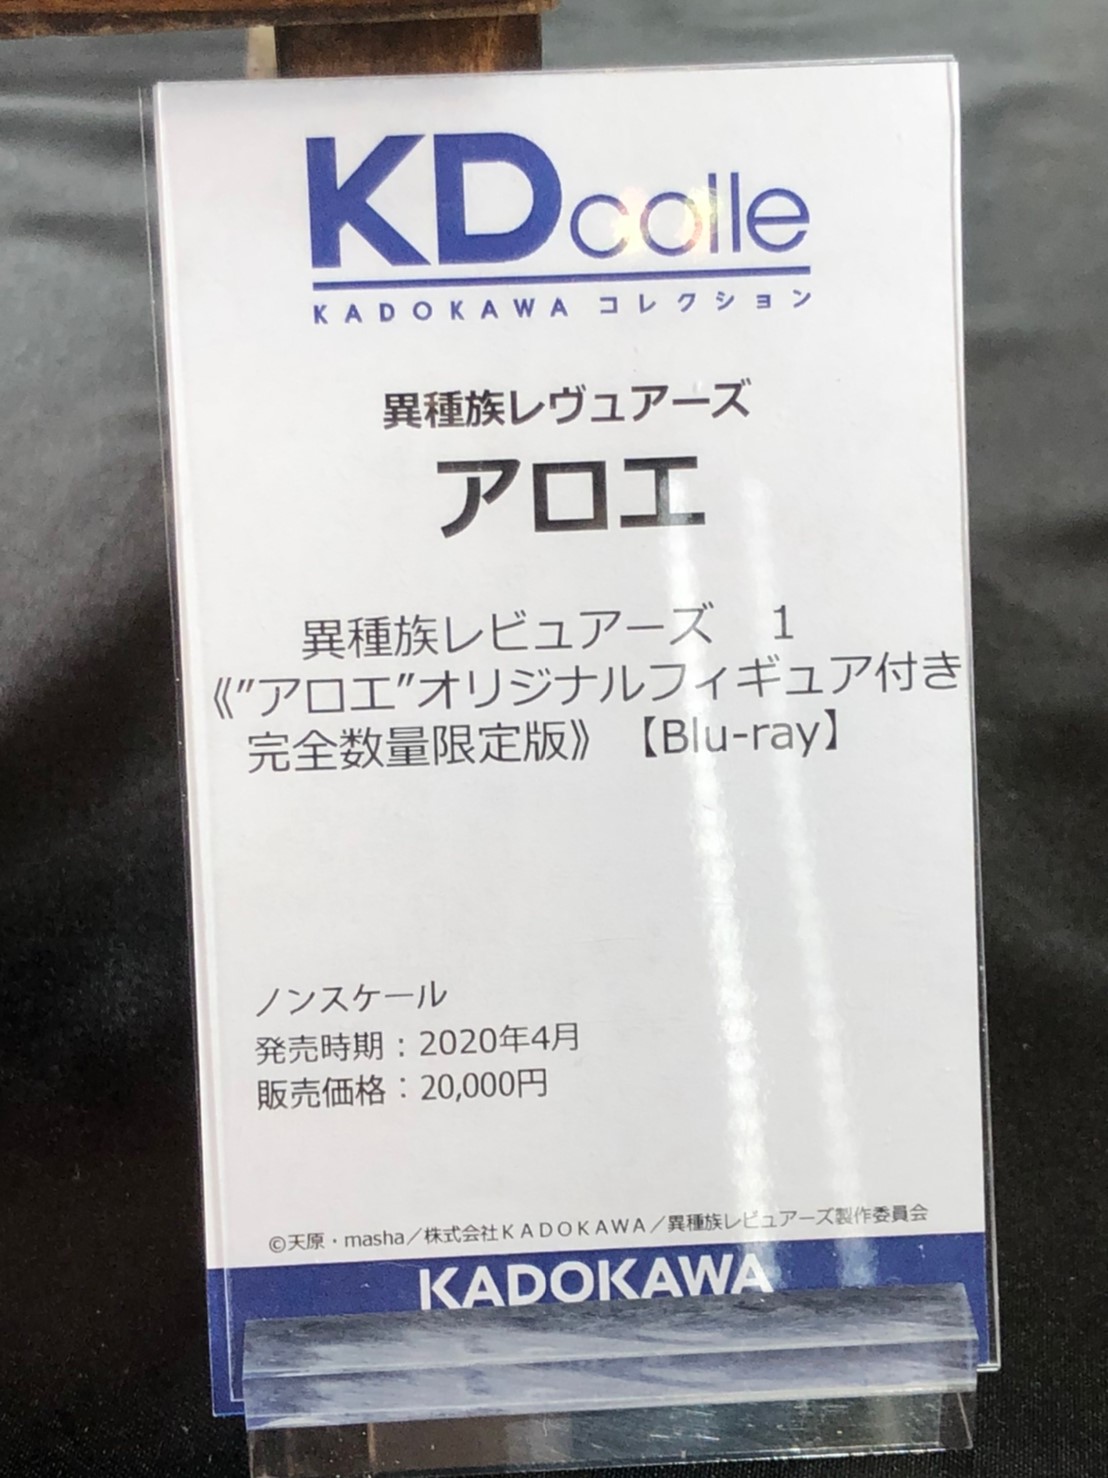 KDcolle
KADOKAWA コレクション
異種族レヴュアーズ
アロエ
異種族レビュアーズ　1
《”アロエ”オリジナルフィギュア付き
完全数量限定版》【Blu-ray】
ノンスケール
発売時期：2020年4月
販売価格：20,000円
©天原・masha／株式会社ＫＡＤＯＫＡＷＡ／異種族レビュアーズ製作委員会
KADOKAWA